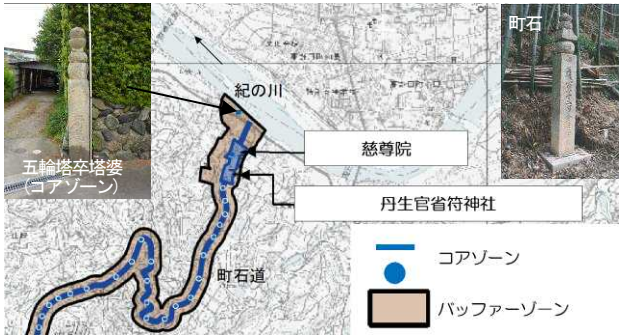 町石
紀の川
慈尊院
五輪塔卒塔婆
(コアゾーン)
丹生官省符神社
町石道
コアゾーン
バッファーゾーン